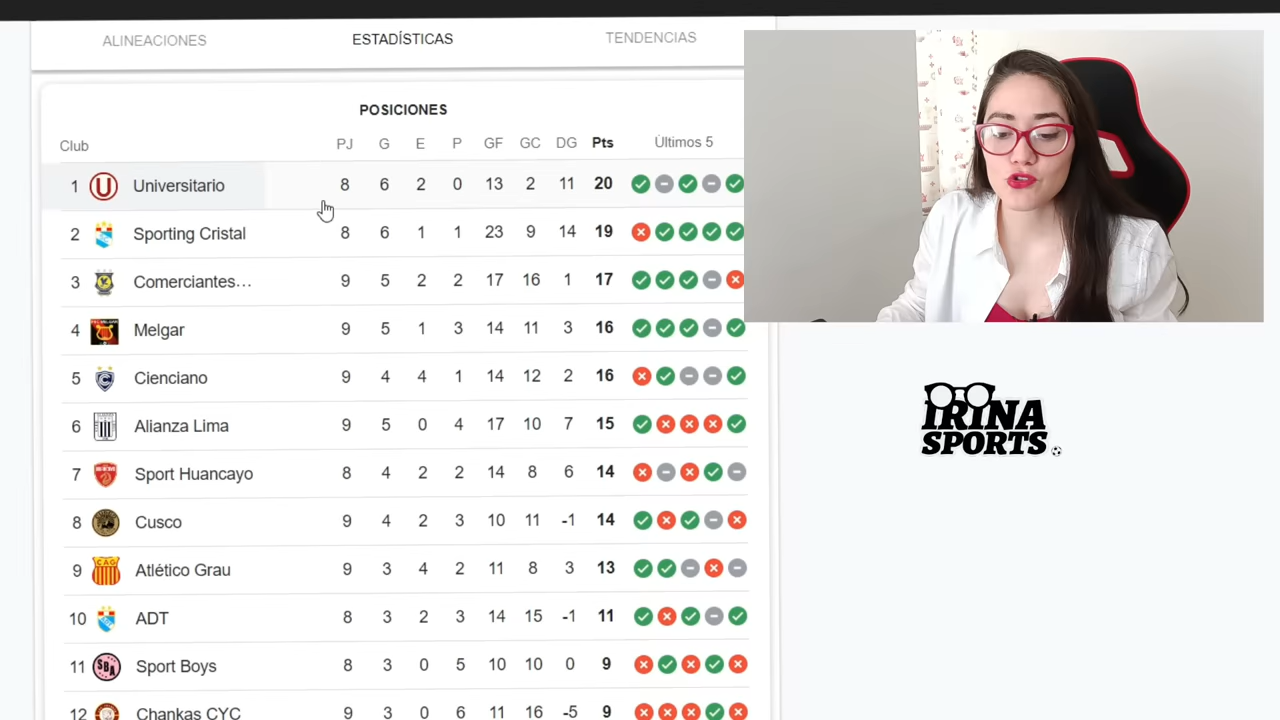 ALINEACIONES ESTADÍSTICAS TENDENCIAS
POSICIONES
Club PJ G E P GF GC DG Pts Últimos 5
1 U Universitario 8 6 2 0 13 2 11 20
2 Sporting Cristal 8 6 1 1 23 9 14 19
3 Comerciantes... 9 5 2 2 17 16 1 17
4 Melgar 9 5 1 3 14 11 3 16
5 Cienciano 9 4 4 1 14 12 2 16
6 Alianza Lima 9 5 0 4 17 10 7 15
7 Sport Huancayo 8 4 2 2 14 8 6 14
8 Cusco 9 4 2 3 10 11 -1 14
9 CAG Atlético Grau 9 3 4 2 11 8 3 13
10 ADT 8 3 2 3 14 15 -1 11
11 SBA Sport Boys 8 3 0 5 10 10 0 9
12 Chankas CYC 9 3 0 6 11 16 -5 9
IRINA
SPORTS